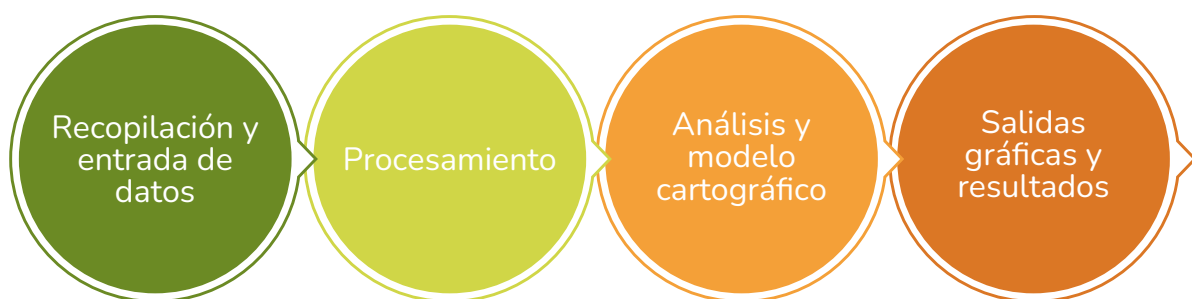 Recopilación y
entrada de
datos
Procesamiento
Análisis y
modelo
cartográfico
Salidas
gráficas y
resultados